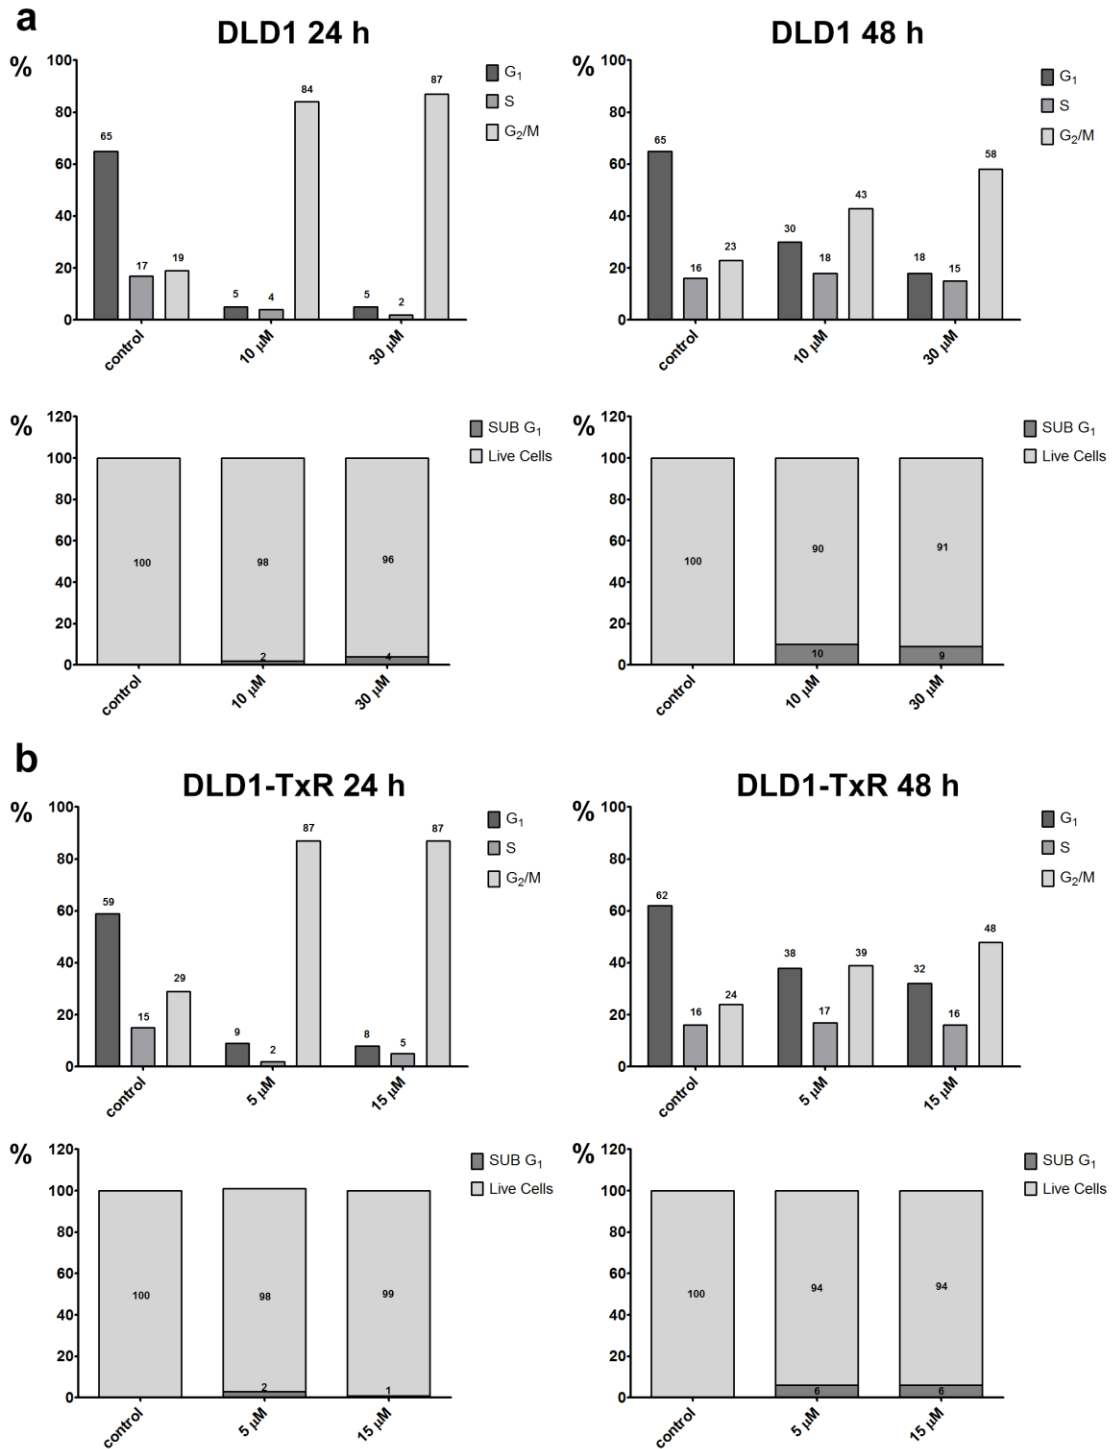 a
DLD1 24 h
%
100
80
60
40
20
0
65
17
19
5
4
84
5
2
87
control
10 µM
30 µM
G1
S
G2/M
DLD1 48 h
%
100
80
60
40
20
0
65
16
23
30
18
43
18
15
58
control
10 µM
30 µM
G1
S
G2/M
%
120
100
80
60
40
20
0
100
98
2
96
4
control
10 µM
30 µM
SUB G1
Live Cells
%
120
100
80
60
40
20
0
100
90
10
91
9
control
10 µM
30 µM
SUB G1
Live Cells
b
DLD1-TxR 24 h
%
100
80
60
40
20
0
59
15
29
9
2
87
8
5
87
control
5 µM
15 µM
G1
S
G2/M
DLD1-TxR 48 h
%
100
80
60
40
20
0
62
16
24
38
17
39
32
16
48
control
5 µM
15 µM
G1
S
G2/M
%
120
100
80
60
40
20
0
100
98
2
99
1
control
5 µM
15 µM
SUB G1
Live Cells
%
120
100
80
60
40
20
0
100
94
6
94
6
control
5 µM
15 µM
SUB G1
Live Cells